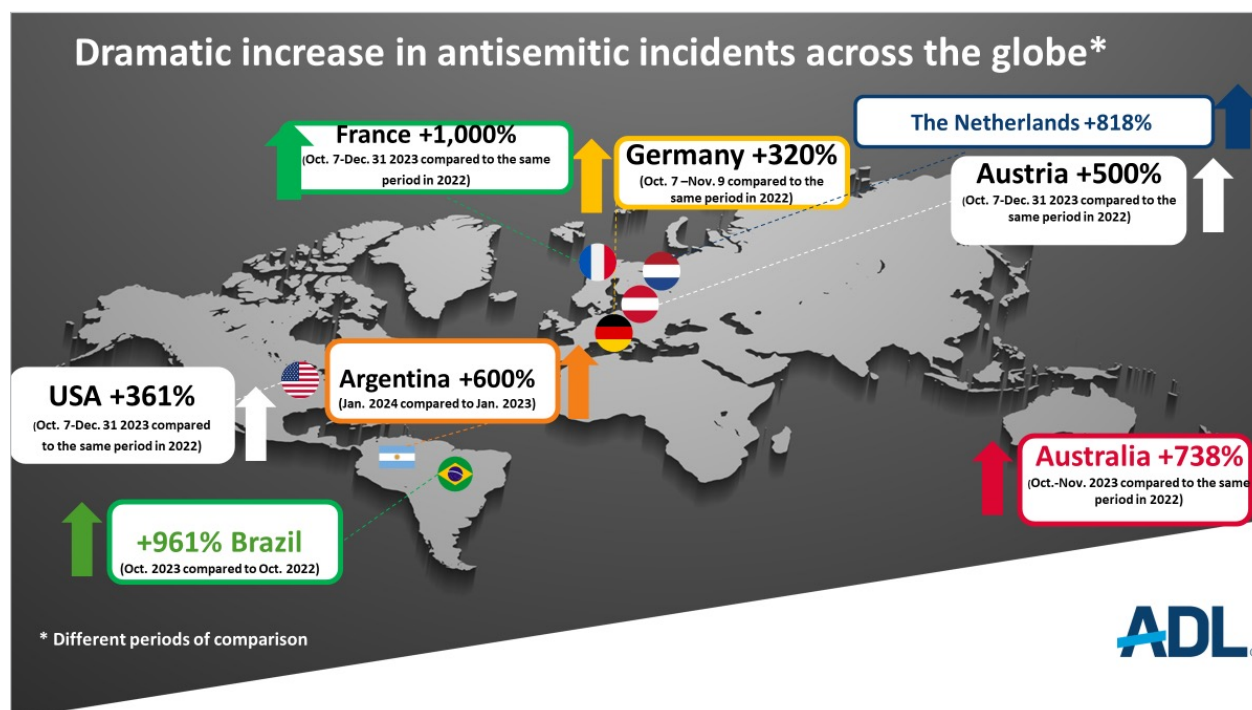 Dramatic increase in antisemitic incidents across the globe*
France +1,000%
(Oct. 7-Dec. 31 2023 compared to the same
period in 2022)
Germany +320%
(Oct. 7 –Nov. 9 compared to the
same period in 2022)
The Netherlands +818%
Austria +500%
(Oct. 7-Dec. 31 2023 compared to the
same period in 2022)
USA +361%
(Oct. 7-Dec. 31 2023 compared
to the same period in 2022)
Argentina +600%
(Jan. 2024 compared to Jan. 2023)
Australia +738%
(Oct.-Nov. 2023 compared to the same
period in 2022)
+961% Brazil
(Oct. 2023 compared to Oct. 2022)
* Different periods of comparison
ADL